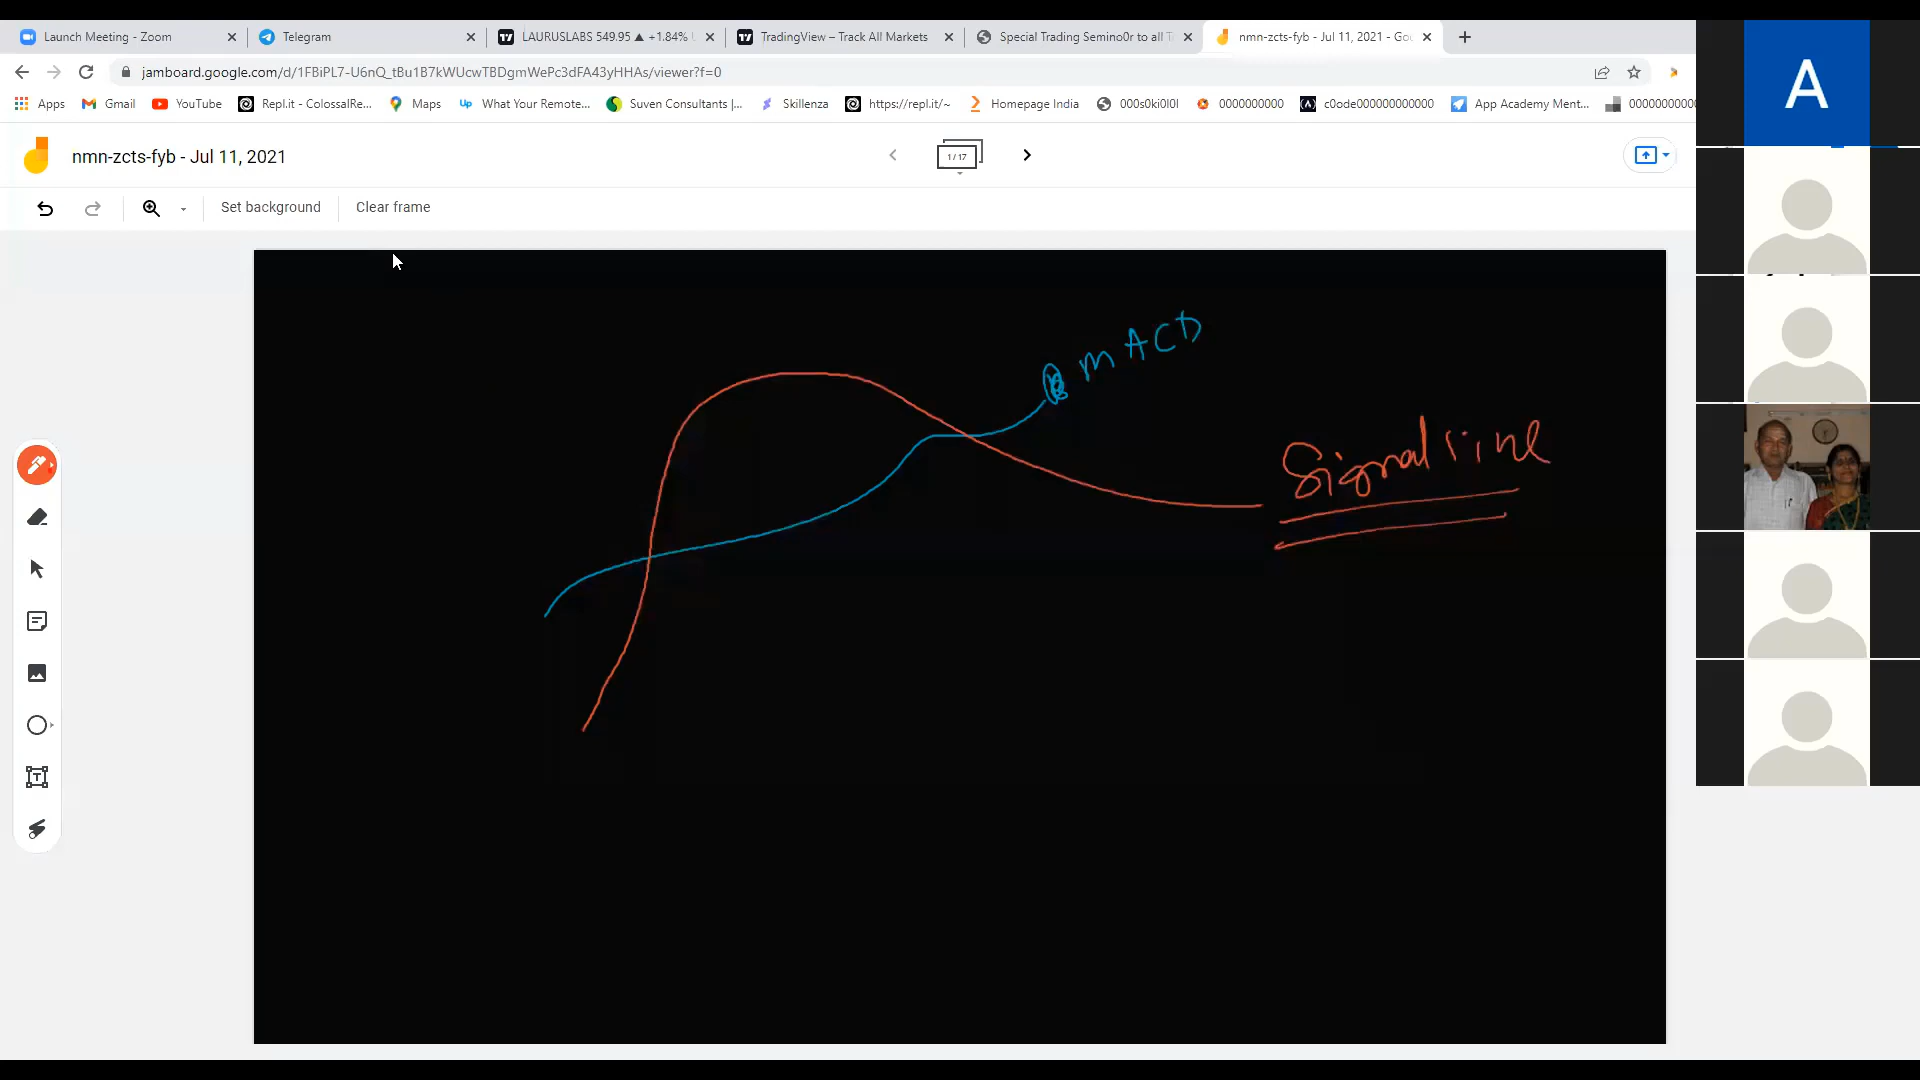 Launch Meeting - Zoom
Telegram
LAURUSLABS 549.95 ▲ +1.84%
TradingView – Track All Markets
Special Trading Semino0r to all T
nmn-zcts-fyb - Jul 11, 2021 - Goo
jamboard.google.com/d/1FBiPL7-U6nQ_tBu1B7kWUcwTBDgmWePc3dFA43yHHAs/viewer?f=0
Apps
Gmail
YouTube
Repl.it - ColossalRe...
Maps
Up What Your Remote...
Suven Consultants |...
Skillenza
https://repl.it/~
Homepage India
000s0ki0l0l
0000000000
c0ode000000000000
App Academy Ment...
00000000000
nmn-zcts-fyb - Jul 11, 2021
1 / 17
Set background
Clear frame
MACD
Signal line
A